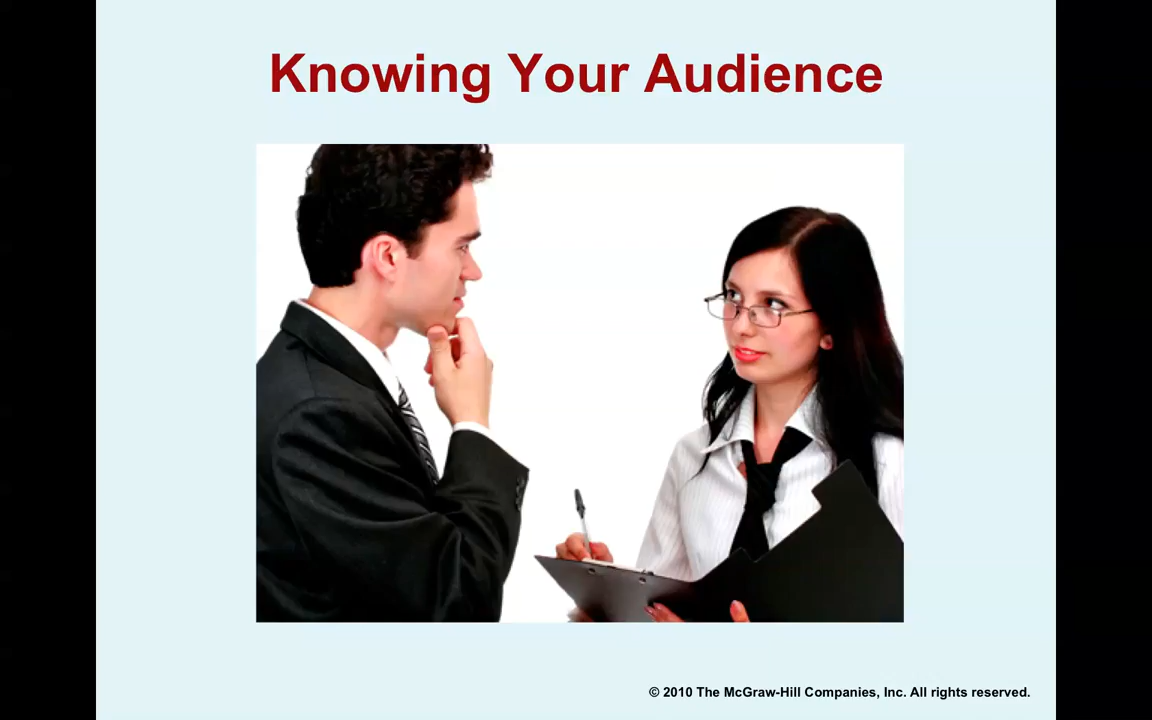 Knowing Your Audience
© 2010 The McGraw-Hill Companies, Inc. All rights reserved.